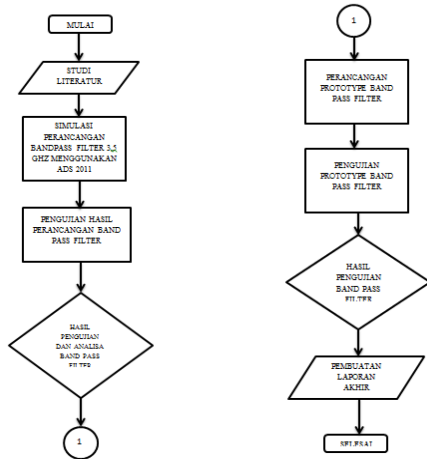 MULAI
STUDI
LITERATUR
SIMULASI
PERANCANGAN
BANDPASS FILTER 3,5
GHZ MENGGUNAKAN
ADS 2011
PENGUJIAN HASIL
PERANCANGAN BAND
PASS FILTER
HASIL
PENGUJIAN
DAN ANALISA
BAND PASS
FILTER
1
1
PERANCANGAN
PROTOTYPE BAND
PASS FILTER
PENGUJIAN
PROTOTYPE BAND
PASS FILTER
HASIL
PENGUJIAN
BAND PASS
FILTER
PEMBUATAN
LAPORAN
AKHIR
SELESAI